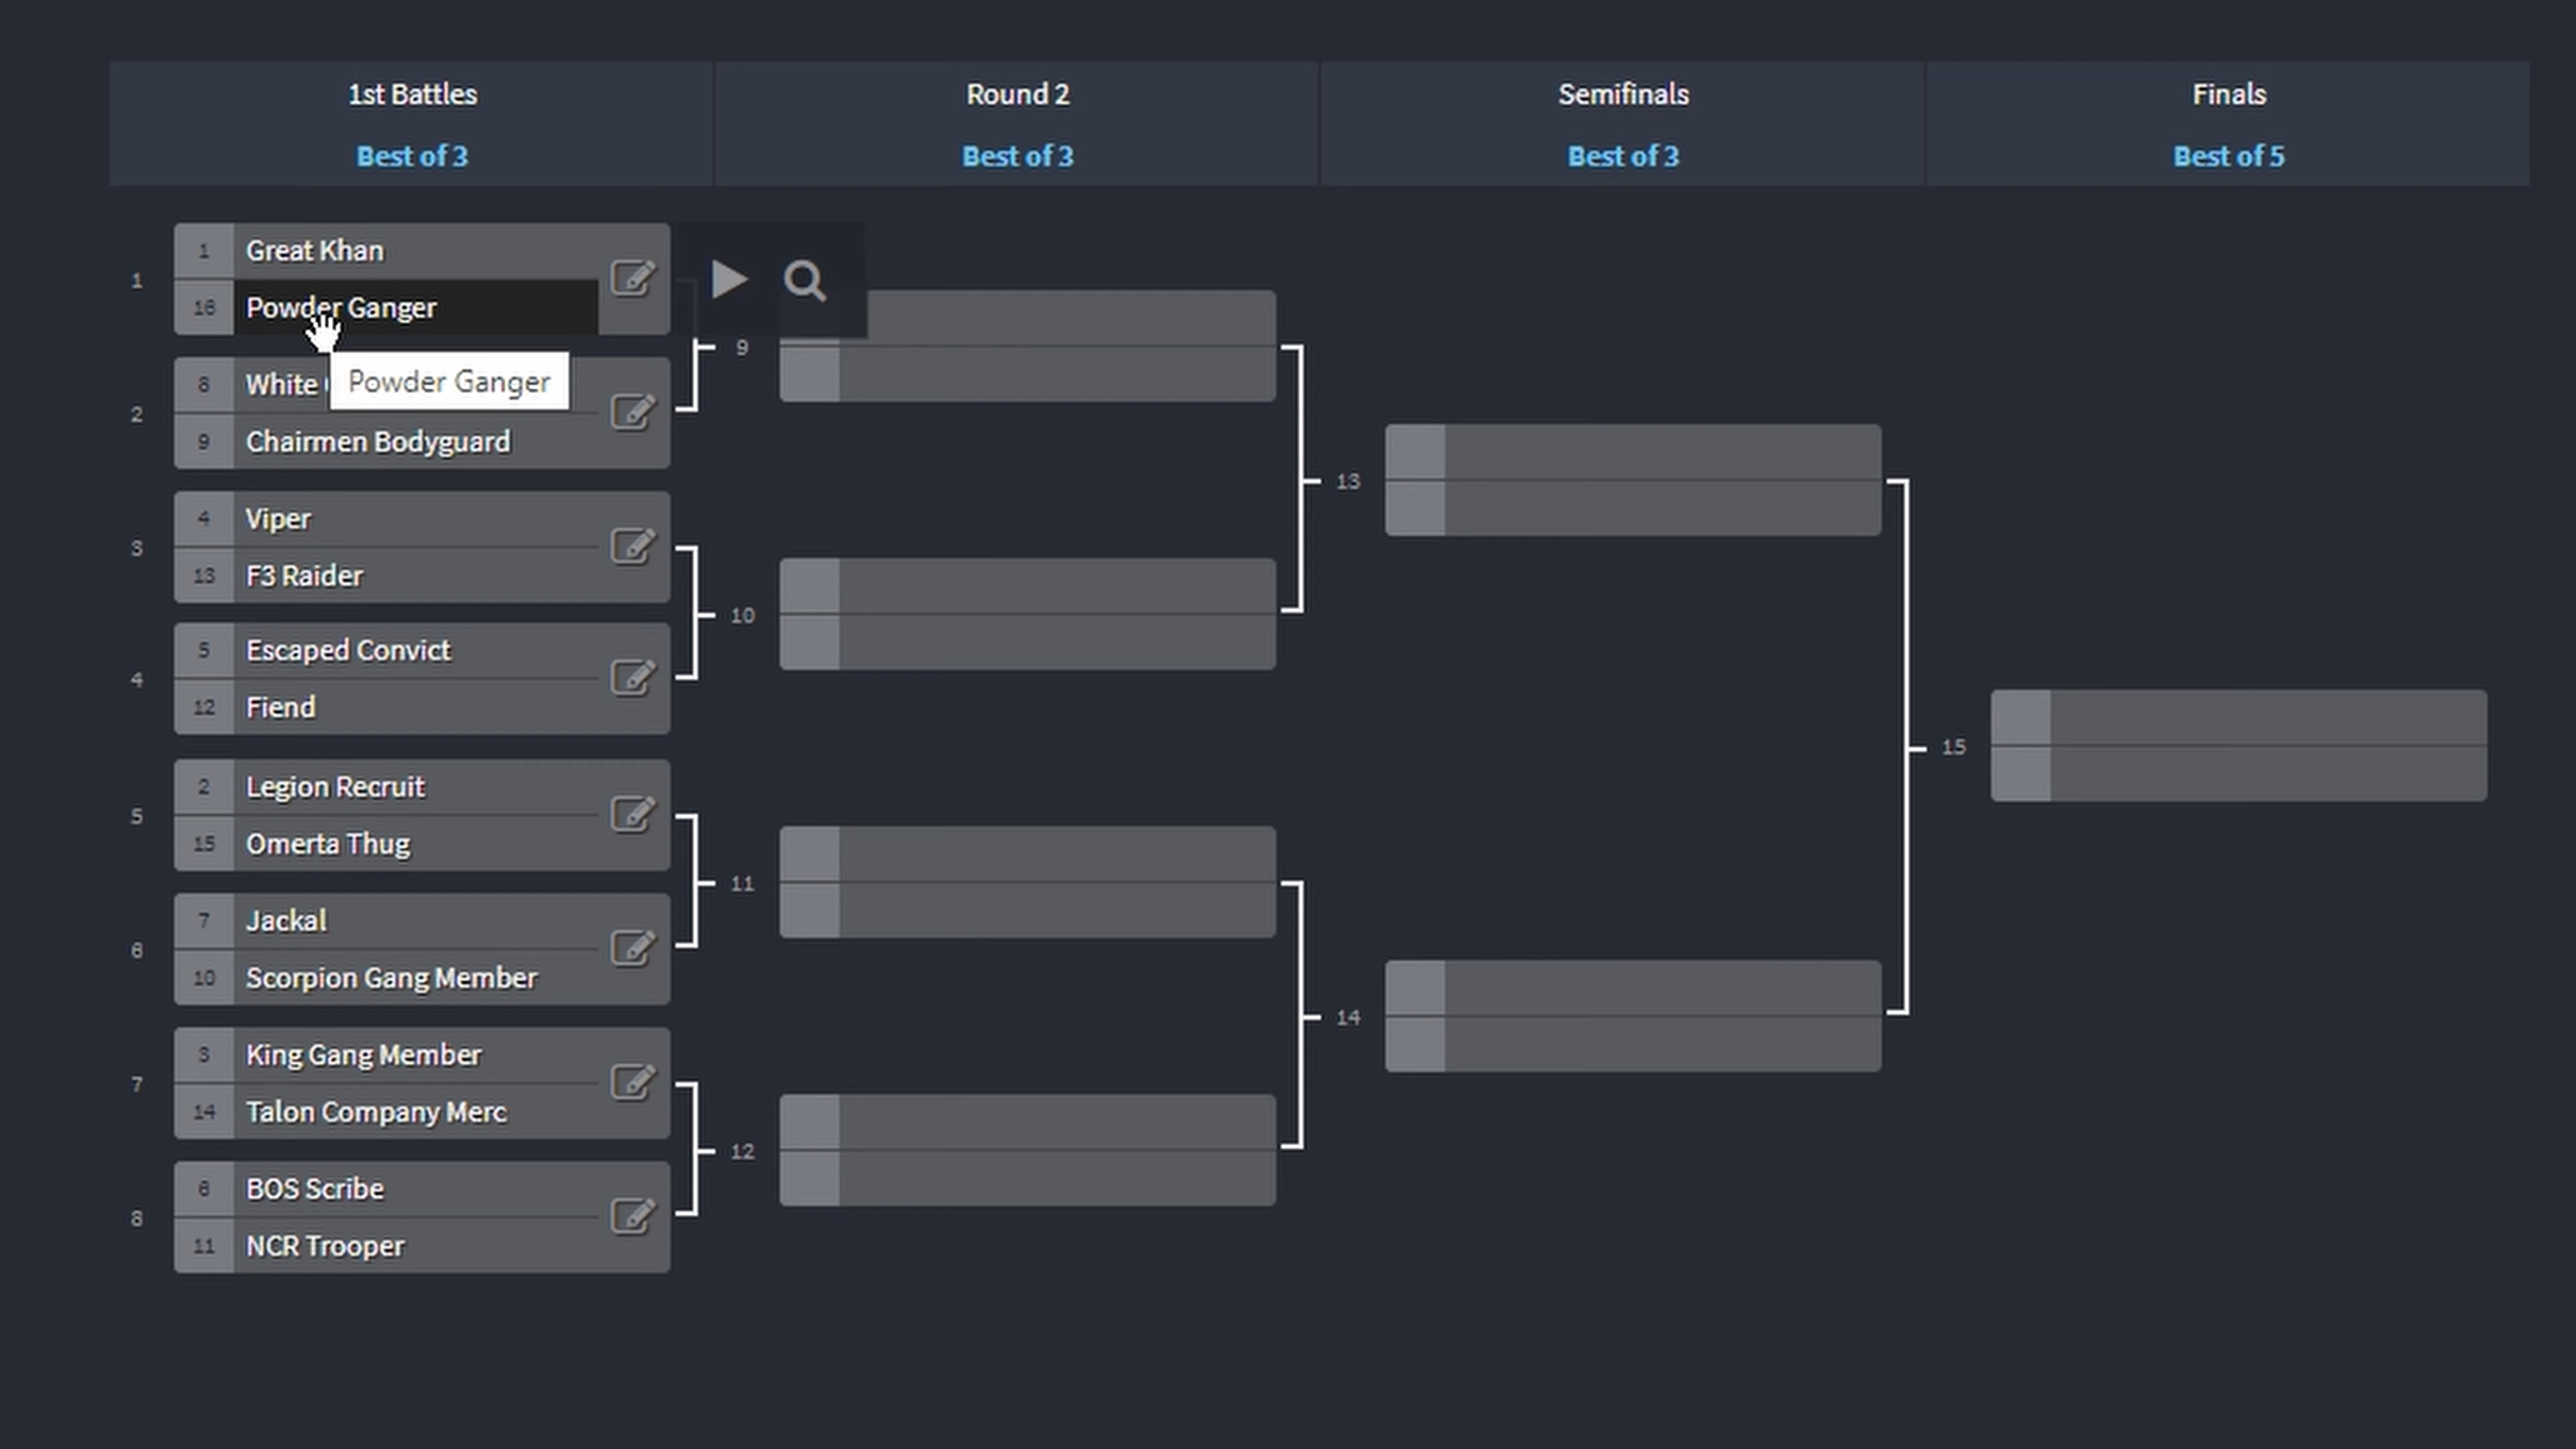 1st Battles
Best of 3
Round 2
Best of 3
Semifinals
Best of 3
Finals
Best of 5
1
1 Great Khan
16 Powder Ganger
Powder Ganger
2
8 White
9 Chairmen Bodyguard
3
4 Viper
13 F3 Raider
4
5 Escaped Convict
12 Fiend
5
2 Legion Recruit
15 Omerta Thug
6
7 Jackal
10 Scorpion Gang Member
7
3 King Gang Member
14 Talon Company Merc
8
6 BOS Scribe
11 NCR Trooper
9
10
11
12
13
14
15